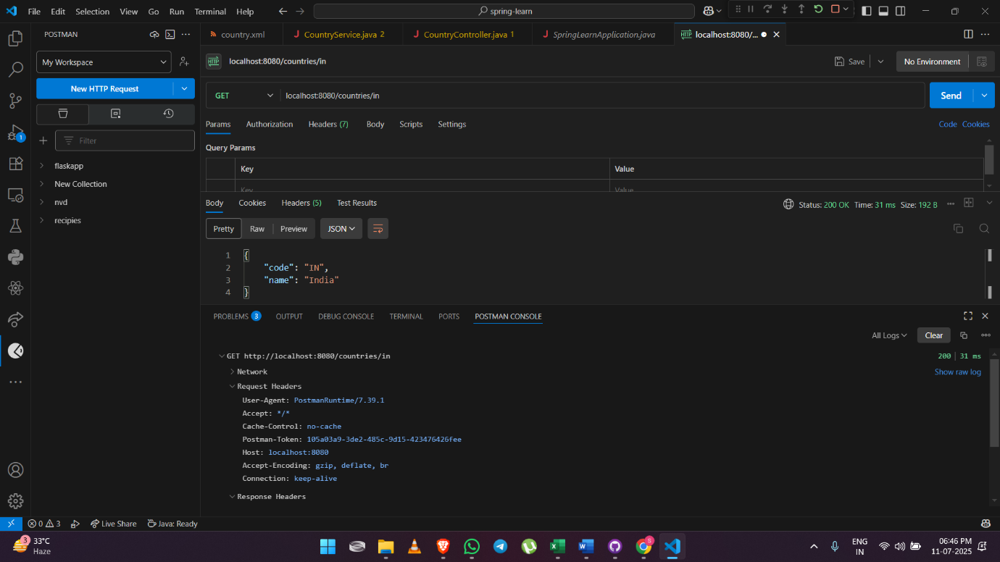 File Edit Selection View Go Run Terminal Help
spring-learn
POSTMAN
country.xml
CountryService.java 2
CountryController.java 1
SpringLearnApplication.java
localhost:8080/...
My Workspace
localhost:8080/countries/in
Save
No Environment
New HTTP Request
GET localhost:8080/countries/in
Send
Params Authorization Headers (7) Body Scripts Settings
Code Cookies
1
Filter
Query Params
flaskapp
New Collection
nvd
recipies
Key Value
Key Value
Body Cookies Headers (5) Test Results
Status: 200 OK Time: 31 ms Size: 192 B
Pretty Raw Preview JSON
1 {
2 "code": "IN",
3 "name": "India"
4 }
PROBLEMS 3 OUTPUT DEBUG CONSOLE TERMINAL PORTS POSTMAN CONSOLE
All Logs Clear
GET http://localhost:8080/countries/in
200 | 31 ms
Network
Show raw log
Request Headers
User-Agent: PostmanRuntime/7.39.1
Accept: */*
Cache-Control: no-cache
Postman-Token: 105a03a9-3de2-485c-9d15-423476426fee
Host: localhost:8080
Accept-Encoding: gzip, deflate, br
Connection: keep-alive
Response Headers
0 3 Live Share Java: Ready
3
33°C
Haze
5
ENG
IN
06:46 PM
11-07-2025